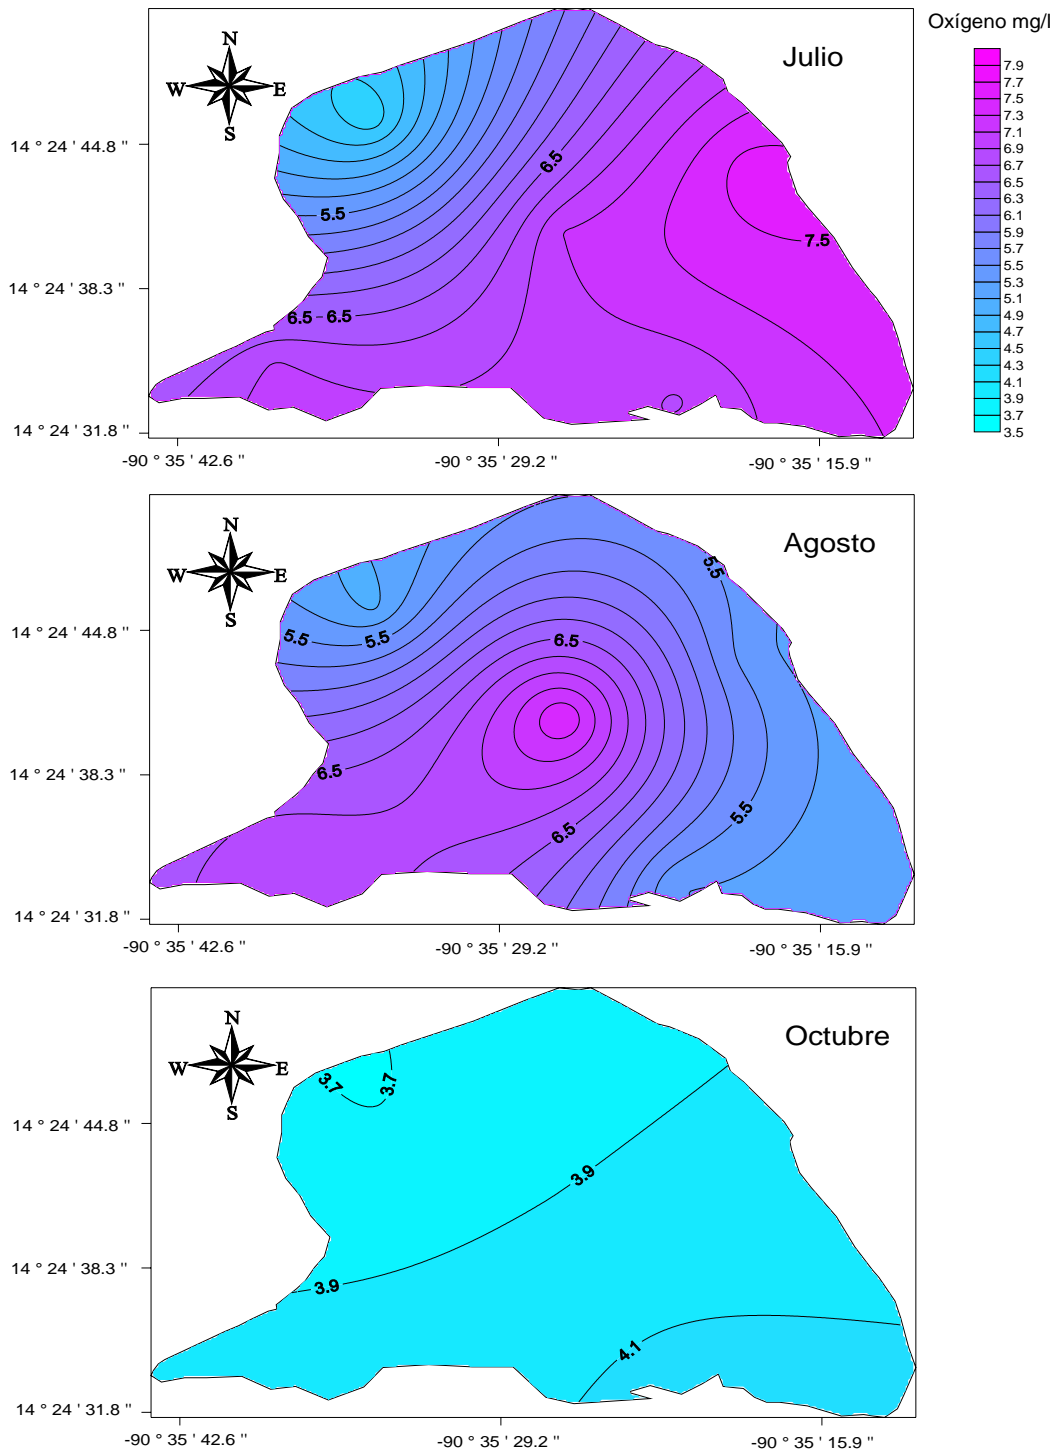 Oxígeno mg/l
Julio
N
W E
S
7.9
7.7
7.5
7.3
7.1
6.9
6.5
6.3
6.1
5.9
5.7
5.5
5.3
5.1
4.9
4.7
4.5
4.3
4.1
3.9
3.7
3.5
6.5
5.5
7.5
6.5 6.5
14 ° 24 ' 44.8 "
14 ° 24 ' 38.3 "
14 ° 24 ' 31.8 "
-90 ° 35 ' 42.6 " -90 ° 35 ' 29.2 " -90 ° 35 ' 15.9 "
Agosto
N
W E
S
5.5
5.5 5.5
6.5
6.5
5.5
6.5
14 ° 24 ' 44.8 "
14 ° 24 ' 38.3 "
14 ° 24 ' 31.8 "
-90 ° 35 ' 42.6 " -90 ° 35 ' 29.2 " -90 ° 35 ' 15.9 "
Octubre
N
W E
S
3.7 3.7
3.9
3.9
4.1
14 ° 24 ' 44.8 "
14 ° 24 ' 38.3 "
14 ° 24 ' 31.8 "
-90 ° 35 ' 42.6 " -90 ° 35 ' 29.2 " -90 ° 35 ' 15.9 "